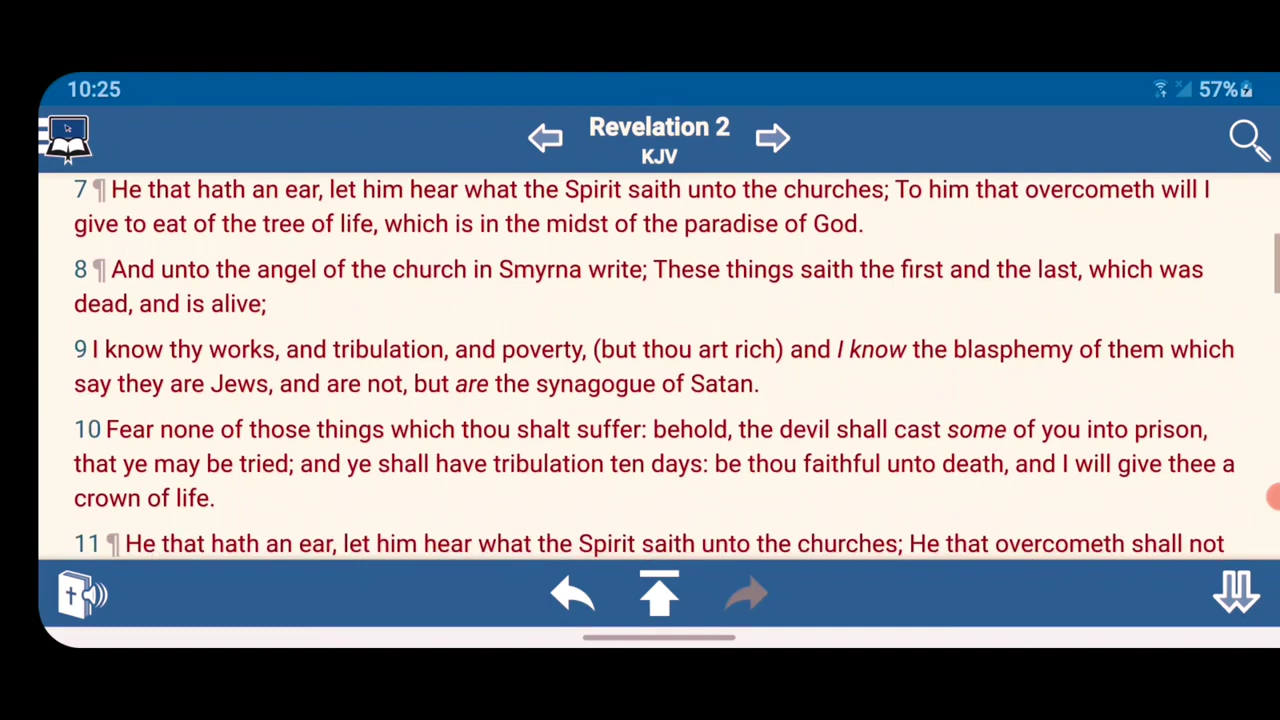 10:25
57%
Revelation 2
KJV
7 ¶ He that hath an ear, let him hear what the Spirit saith unto the churches; To him that overcometh will I
give to eat of the tree of life, which is in the midst of the paradise of God.
8 ¶ And unto the angel of the church in Smyrna write; These things saith the first and the last, which was
dead, and is alive;
9 I know thy works, and tribulation, and poverty, (but thou art rich) and I know the blasphemy of them which
say they are Jews, and are not, but are the synagogue of Satan.
10 Fear none of those things which thou shalt suffer: behold, the devil shall cast some of you into prison,
that ye may be tried; and ye shall have tribulation ten days: be thou faithful unto death, and I will give thee a
crown of life.
11 ¶ He that hath an ear, let him hear what the Spirit saith unto the churches; He that overcometh shall not